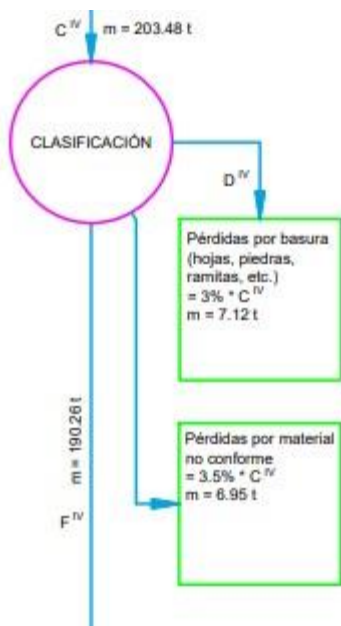 C IV m = 203.48 t
CLASIFICACIÓN
D IV
Pérdidas por basura
(hojas, piedras,
ramitas, etc.)
= 3% * C IV
m = 7.12 t
m = 190.26 t
F IV
Pérdidas por material
no conforme
= 3.5% * C IV
m = 6.95 t